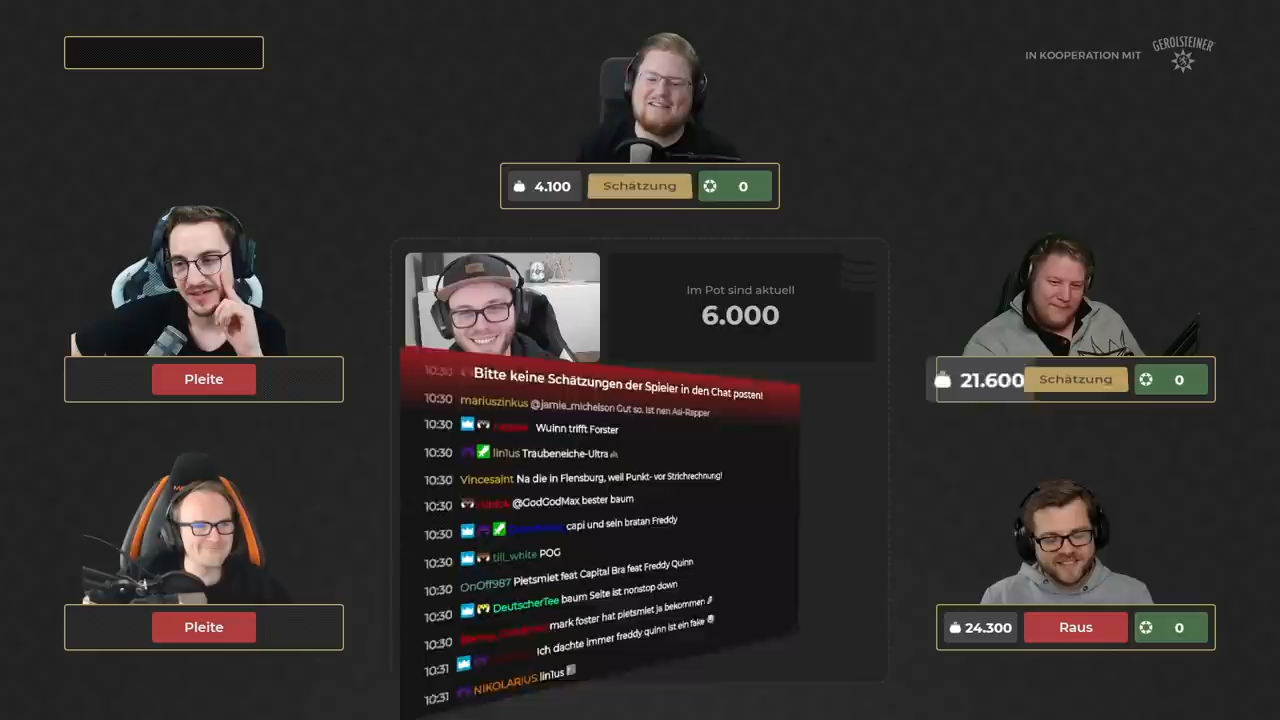 IN KOOPERATION MIT
GEROLSTEINER
4.100 Schätzung 0
Im Pot sind aktuell
6.000
Pleite
21.600 Schätzung 0
Bitte keine Schätzungen der Spieler in den Chat posten!
10:30 mariuszinkus @jamie_michelson Gut so. Ist nen Asi-Rapper
10:30 Wuinn trifft Forster
10:30 lin1us Traubeneiche-Ultra
10:30 Vincesaint Na die in Flensburg, weil Punkt- vor Strichrechnung!
10:30 @GodGodMax bester baum
10:30 capi und sein bratan Freddy
10:30 till_white POG
10:30 OnOff987 Pietsmiet feat Capital Bra feat Freddy Quinn
10:30 DeutscherTee baum Seite ist nonstop down
10:30 mark foster hat pietsmiet ja bekommen
10:31 Ich dachte immer freddy quinn ist ein fake
10:31 NIKOLARIUS lin1us
Pleite
24.300 Raus 0